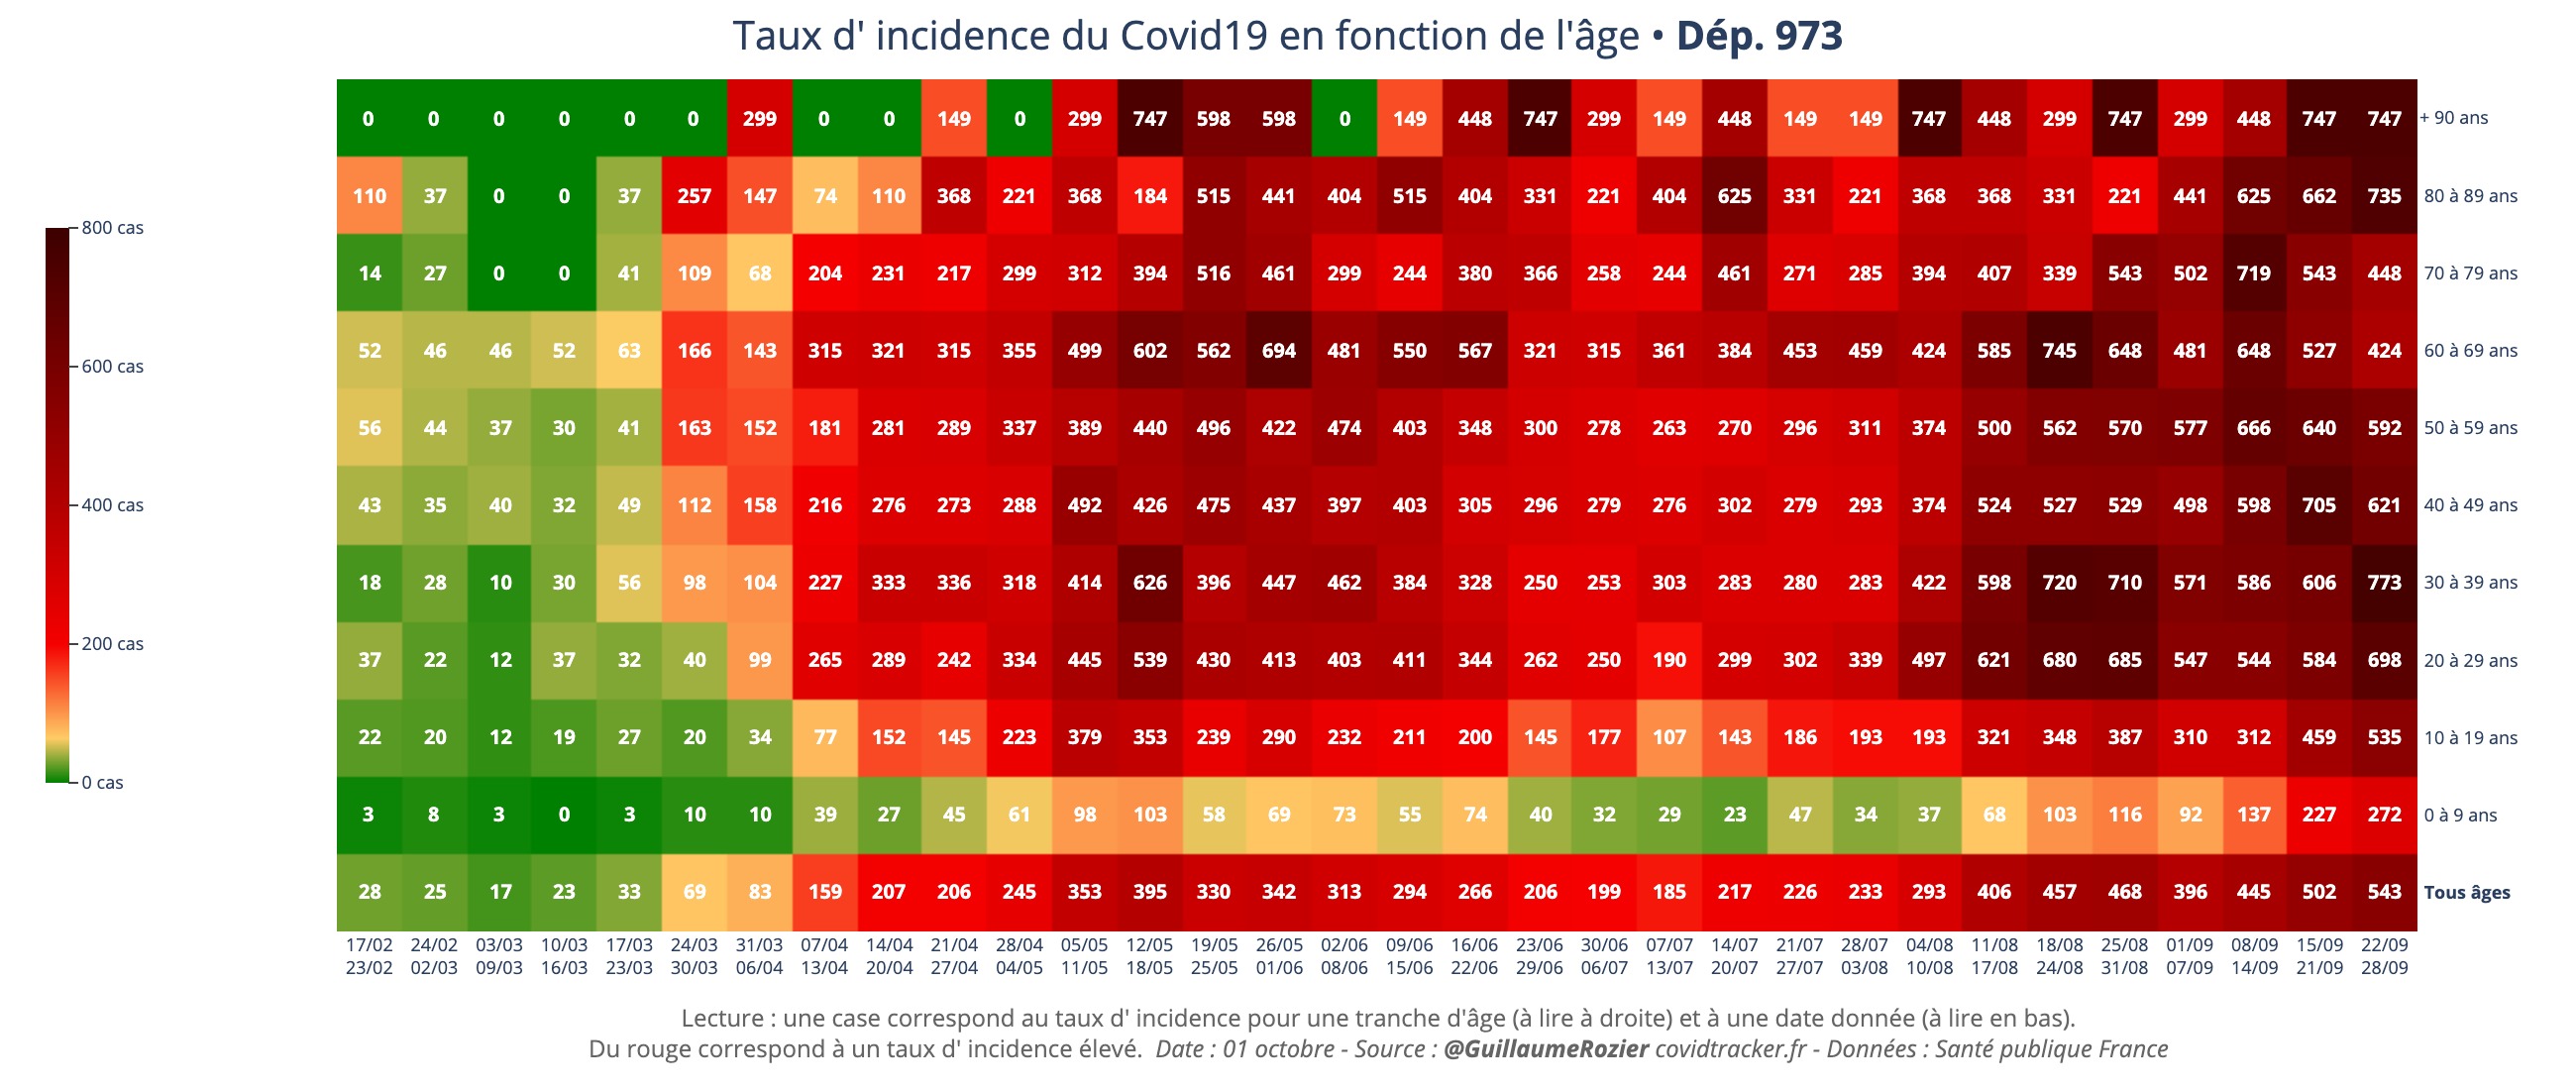 Taux d' incidence du Covid19 en fonction de l'âge • Dép. 973
800 cas
600 cas
400 cas
200 cas
0 cas
0 0 0 0 0 0 299 0 0 149 0 299 747 598 598 0 149 448 747 299 149 448 149 149 747 448 299 747 299 448 747 747 + 90 ans
110 37 0 0 37 257 147 74 110 368 221 368 184 515 441 404 515 404 331 221 404 625 331 221 368 368 331 221 441 625 662 735 80 à 89 ans
14 27 0 0 41 109 68 204 231 217 299 312 394 516 461 299 244 380 366 258 244 461 271 285 394 407 339 543 502 719 543 448 70 à 79 ans
52 46 46 52 63 166 143 315 321 315 355 499 602 562 694 481 550 567 321 315 361 384 453 459 424 585 745 648 481 648 527 424 60 à 69 ans
56 44 37 30 41 163 152 181 281 289 337 389 440 496 422 474 403 348 300 278 263 270 296 311 374 500 562 570 577 666 640 592 50 à 59 ans
43 35 40 32 49 112 158 216 276 273 288 492 426 475 437 397 403 305 296 279 276 302 279 293 374 524 527 529 498 598 705 621 40 à 49 ans
18 28 10 30 56 98 104 227 333 336 318 414 626 396 447 462 384 328 250 253 303 283 280 283 422 598 720 710 571 586 606 773 30 à 39 ans
37 22 12 37 32 40 99 265 289 242 334 445 539 430 413 403 411 344 262 250 190 299 302 339 497 621 680 685 547 544 584 698 20 à 29 ans
22 20 12 19 27 20 34 77 152 145 223 379 353 239 290 232 211 200 145 177 107 143 186 193 193 321 348 387 310 312 459 535 10 à 19 ans
3 8 3 0 3 10 10 39 27 45 61 98 103 58 69 73 55 74 40 32 29 23 47 34 37 68 103 116 92 137 227 272 0 à 9 ans
28 25 17 23 33 69 83 159 207 206 245 353 395 330 342 313 294 266 206 199 185 217 226 233 293 406 457 468 396 445 502 543 Tous âges
17/02 24/02 03/03 10/03 17/03 24/03 31/03 07/04 14/04 21/04 28/04 05/05 12/05 19/05 26/05 02/06 09/06 16/06 23/06 30/06 07/07 14/07 21/07 28/07 04/08 11/08 18/08 25/08 01/09 08/09 15/09 22/09
23/02 02/03 09/03 16/03 23/03 30/03 06/04 13/04 20/04 27/04 04/05 11/05 18/05 25/05 01/06 08/06 15/06 22/06 29/06 06/07 13/07 20/07 27/07 03/08 10/08 17/08 24/08 31/08 07/09 14/09 21/09 28/09
Lecture : une case correspond au taux d' incidence pour une tranche d'âge (à lire à droite) et à une date donnée (à lire en bas).
Du rouge correspond à un taux d' incidence élevé. Date : 01 octobre - Source : @GuillaumeRozier covidtracker.fr - Données : Santé publique France